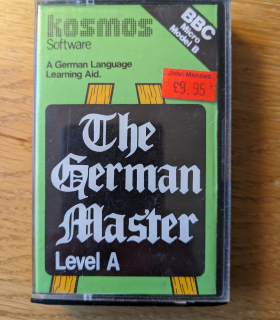 kosmos
Software
BBC
Micro
Model B
A German Language
Learning Aid.
John Menzies
£9.95
The
German
Master
Level A